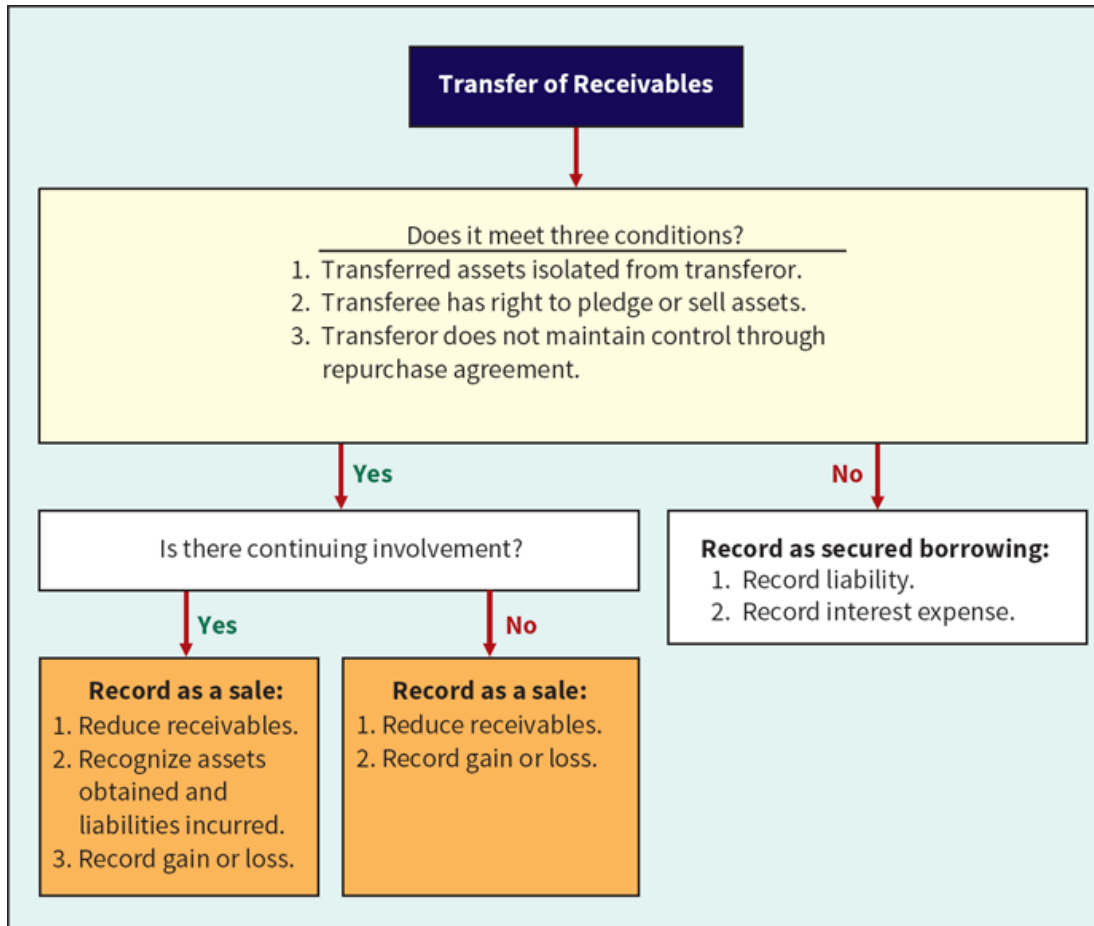 Transfer of Receivables
Does it meet three conditions?
1. Transferred assets isolated from transferor.
2. Transferee has right to pledge or sell assets.
3. Transferor does not maintain control through
repurchase agreement.
Yes
No
Is there continuing involvement?
Record as secured borrowing:
1. Record liability.
2. Record interest expense.
Yes
No
Record as a sale:
1. Reduce receivables.
2. Recognize assets
obtained and
liabilities incurred.
3. Record gain or loss.
Record as a sale:
1. Reduce receivables.
2. Record gain or loss.